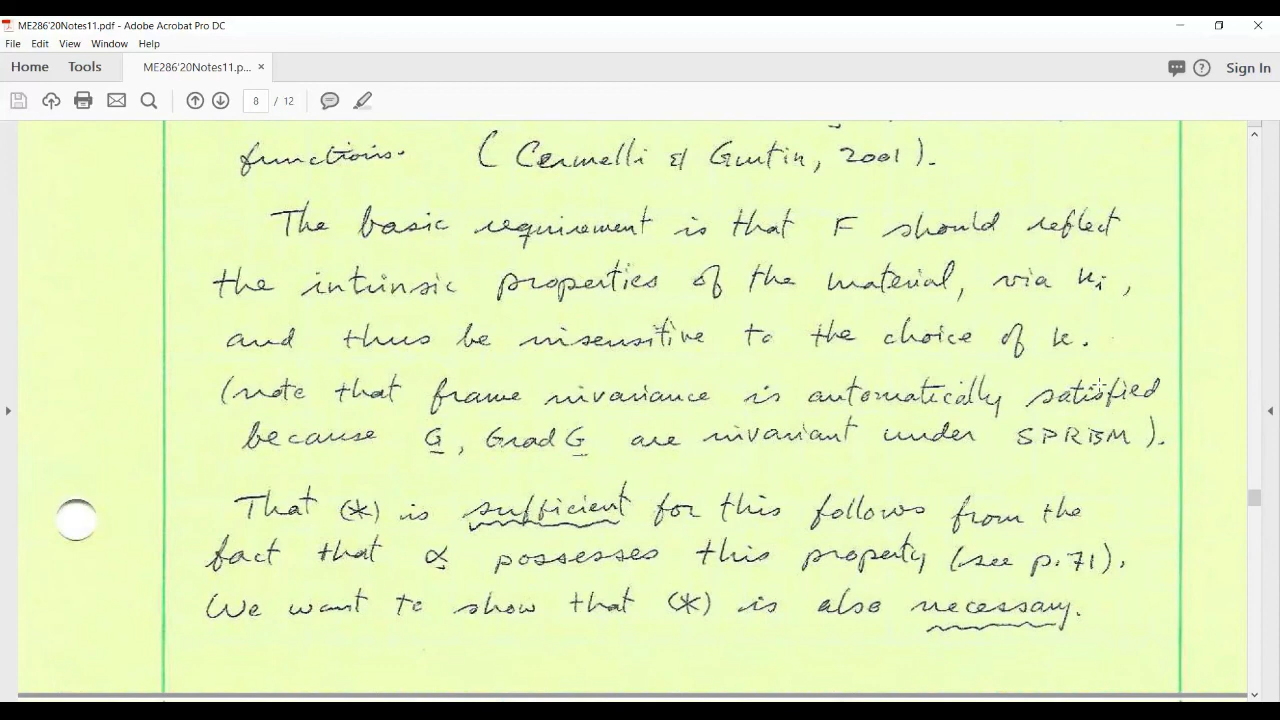 ME286'20Notes11.pdf - Adobe Acrobat Pro DC
File Edit View Window Help
Home Tools ME286'20Notes11.p... × Sign In
8 / 12
functions. (Cermelli & Gurtin, 2001).
The basic requirement is that F should reflect
the intrinsic properties of the material, via κi,
and thus be insensitive to the choice of κ.
(note that frame invariance is automatically satisfied
because G, Grad G are invariant under SPRBM).
That (*) is sufficient for this follows from the
fact that α possesses this property (see p.71).
We want to show that (*) is also necessary.